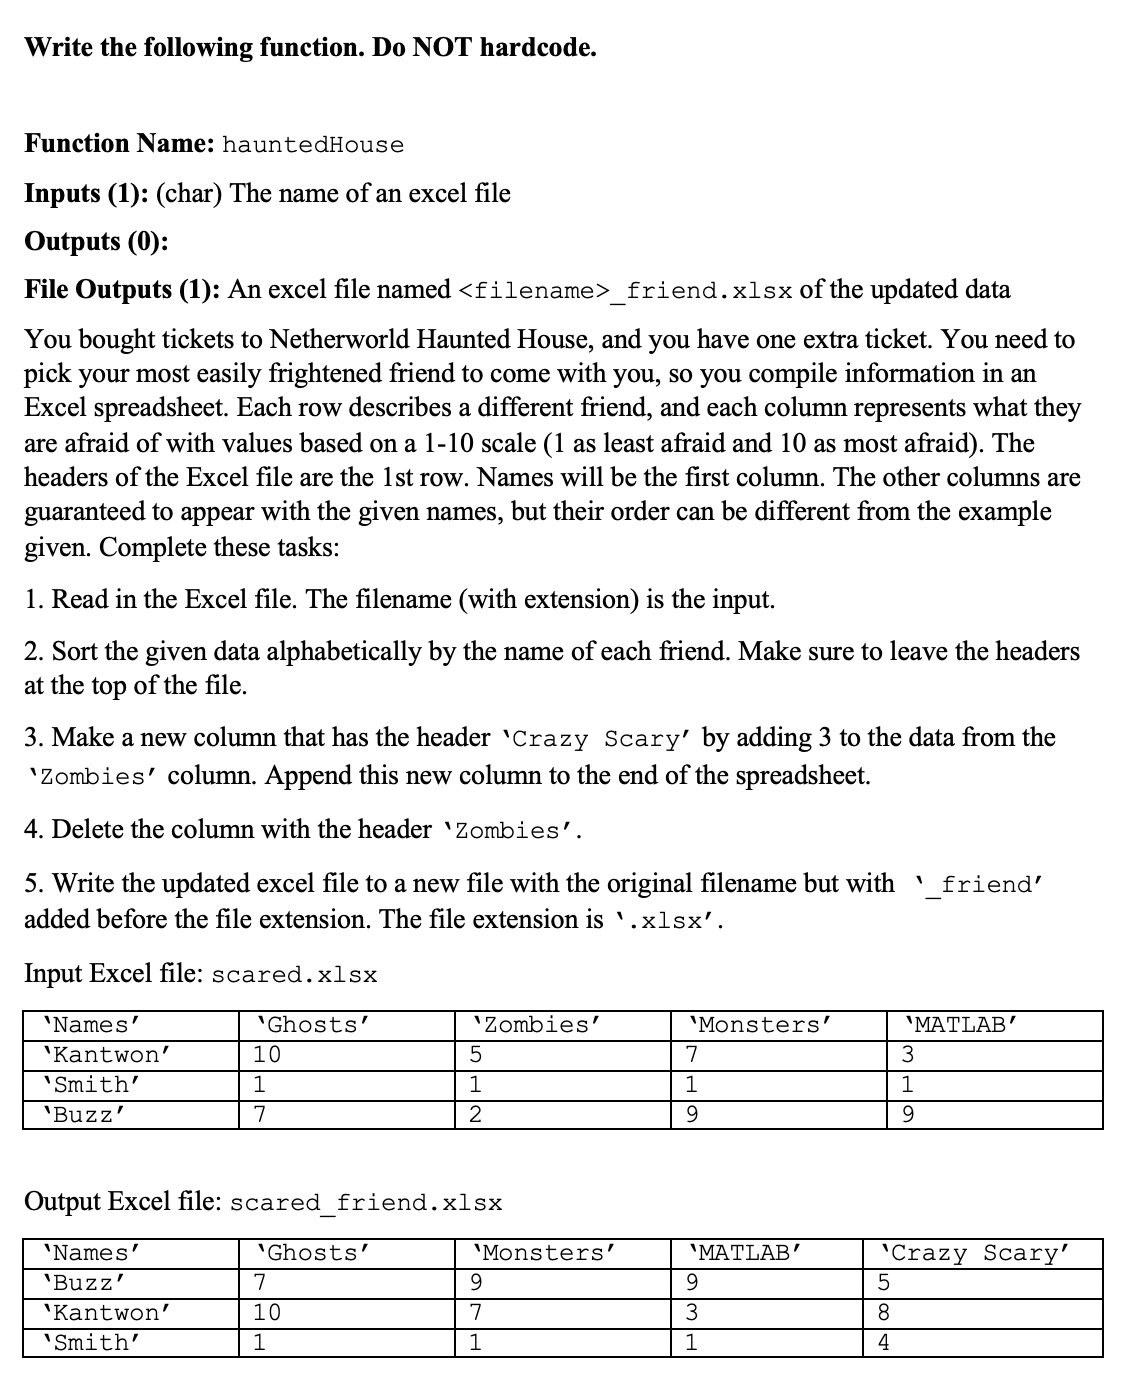 Write the following function. Do NOT hardcode.
Function Name: hauntedHouse
Inputs (1): (char) The name of an excel file
Outputs (0):
File Outputs (1): An excel file named <filename>_friend.xlsx of the updated data
You bought tickets to Netherworld Haunted House, and you have one extra ticket. You need to
pick your most easily frightened friend to come with you, so you compile information in an
Excel spreadsheet. Each row describes a different friend, and each column represents what they
are afraid of with values based on a 1-10 scale (1 as least afraid and 10 as most afraid). The
headers of the Excel file are the 1st row. Names will be the first column. The other columns are
guaranteed to appear with the given names, but their order can be different from the example
given. Complete these tasks:
1. Read in the Excel file. The filename (with extension) is the input.
2. Sort the given data alphabetically by the name of each friend. Make sure to leave the headers
at the top of the file.
3. Make a new column that has the header ‘Crazy Scary’ by adding 3 to the data from the
‘Zombies’ column. Append this new column to the end of the spreadsheet.
4. Delete the column with the header ‘Zombies’.
5. Write the updated excel file to a new file with the original filename but with ‘_friend’
added before the file extension. The file extension is ‘.xlsx’.
Input Excel file: scared.xlsx
‘Names’ ‘Ghosts’ ‘Zombies’ ‘Monsters’ ‘MATLAB’
‘Kantwon’ 10 5 7 3
‘Smith’ 1 1 1 1
‘Buzz’ 7 2 9 9
Output Excel file: scared_friend.xlsx
‘Names’ ‘Ghosts’ ‘Monsters’ ‘MATLAB’ ‘Crazy Scary’
‘Buzz’ 7 9 9 5
‘Kantwon’ 10 7 3 8
‘Smith’ 1 1 1 4